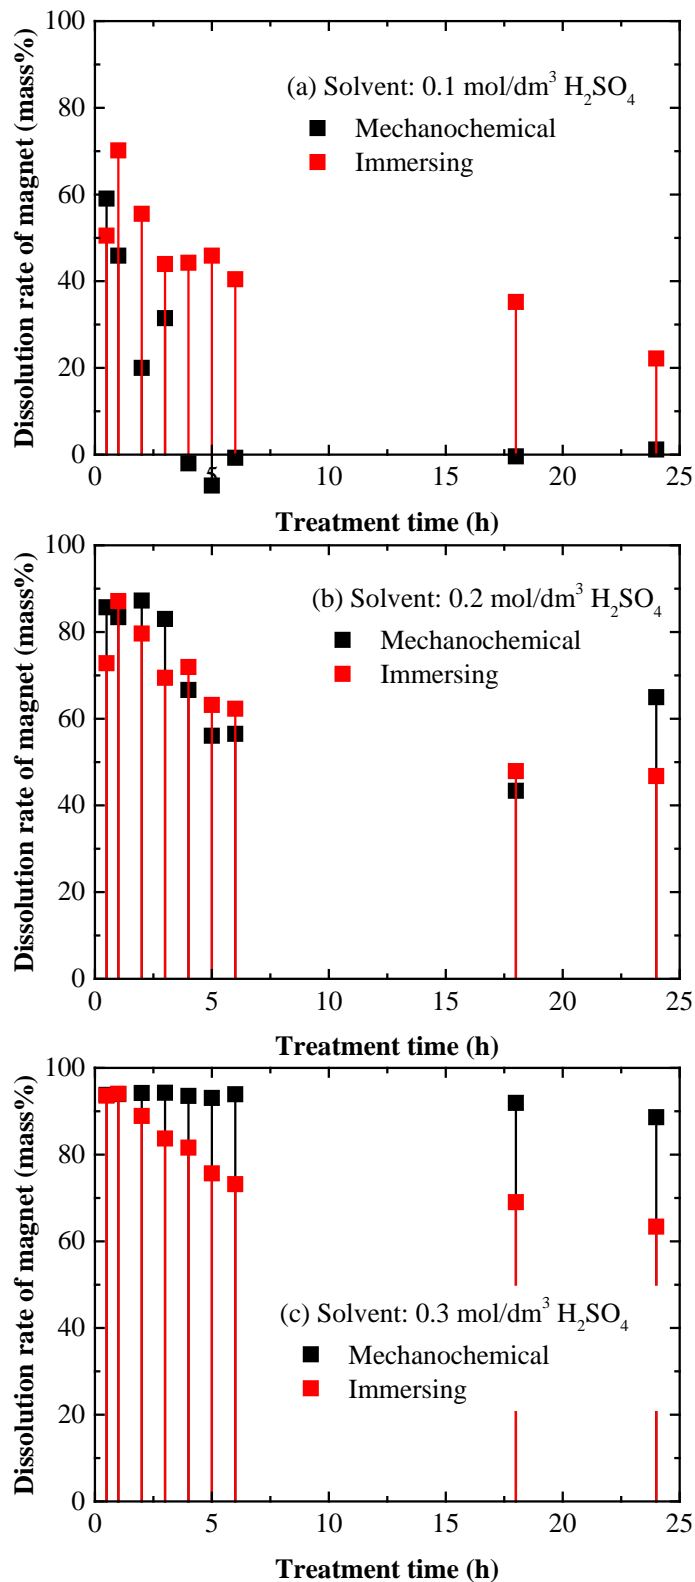 100
80
60
40
20
0
Dissolution rate of magnet (mass%)
(a) Solvent: 0.1 mol/dm³ H₂SO₄
Mechanochemical
Immersing
0 5 10 15 20 25
Treatment time (h)
100
80
60
40
20
0
Dissolution rate of magnet (mass%)
(b) Solvent: 0.2 mol/dm³ H₂SO₄
Mechanochemical
Immersing
0 5 10 15 20 25
Treatment time (h)
100
80
60
40
20
0
Dissolution rate of magnet (mass%)
(c) Solvent: 0.3 mol/dm³ H₂SO₄
Mechanochemical
Immersing
0 5 10 15 20 25
Treatment time (h)